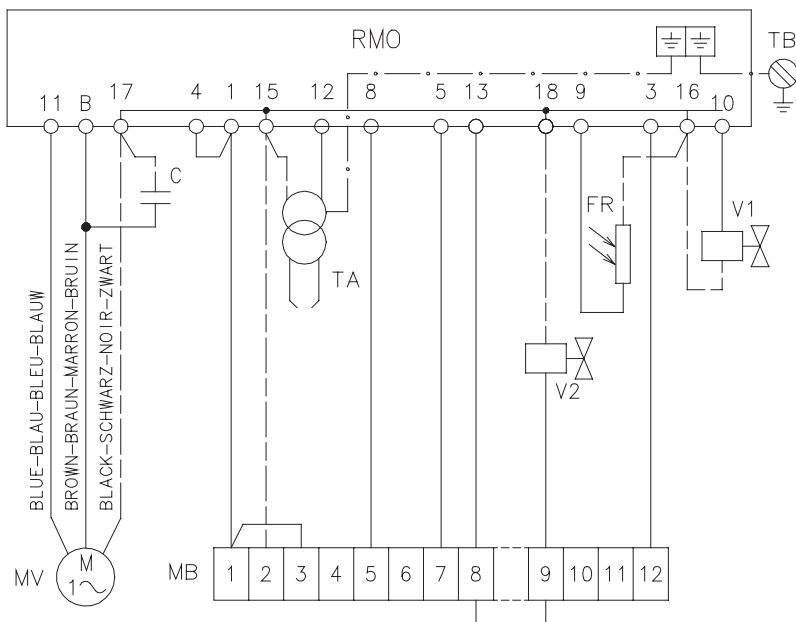 RMO
TB
11 B 17 4 1 15 12 8 5 13 18 9 3 16 10
C
FR
V1
TA
V2
BLUE-BLAU-BLEU-BLAUW
BROWN-BRAUN-MARRON-BRUIN
BLACK-SCHWARZ-NOIR-ZWART
MV
M
1~
MB
1 2 3 4 5 6 7 8 9 10 11 12